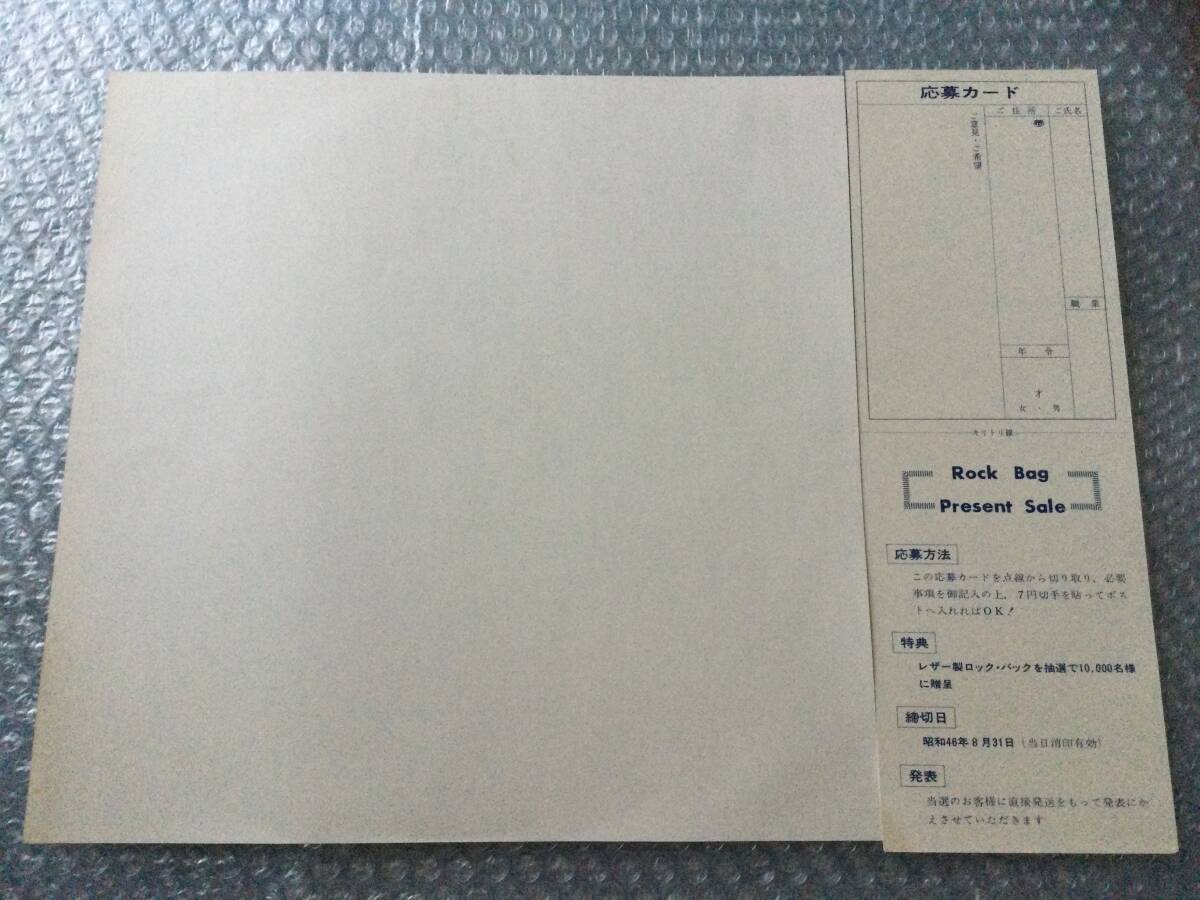 応募カード
ご氏名
ご住所
〠
ご意見・ご希望
職業
年令
才
女・男
キリトリ線
Rock Bag
Present Sale
応募方法
この応募カードを点線から切り取り、必要
事項を御記入の上、7円切手を貼ってポス
トへ入れればOK!
特典
レザー製ロック・バックを抽選で10,000名様
に贈呈
締切日
昭和46年8月31日(当日消印有効)
発表
当選のお客様に直接発送をもって発表にか
えさせていただきます